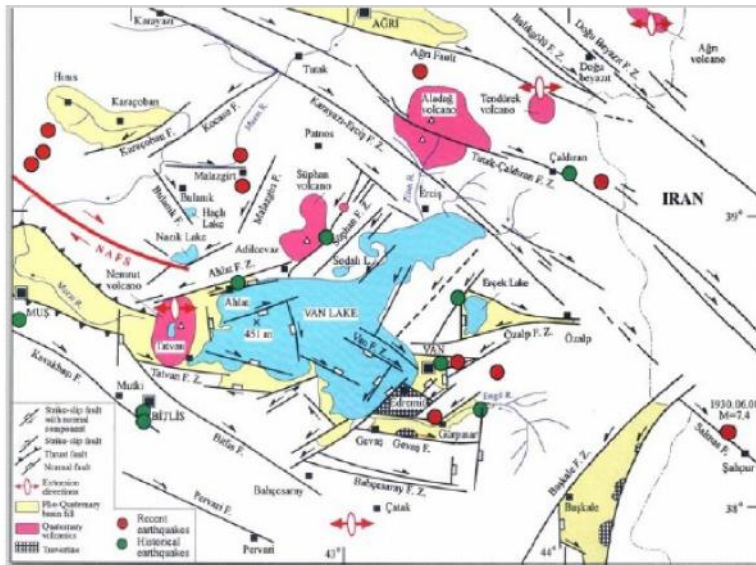 Karayazı
AĞRI
Ağrı Fault
Balıkgölü F. Z.
Doğu Beyazıt F. Z.
Doğu
beyazıt
Ağrı
volcano
Hınıs
Karaçoban
Karaçoban F.
Kocasu F.
Tutak
Murat R.
Karayazı-Erciş F. Z.
Aladağ
volcano
Tendürek
volcano
Patnos
Malazgirt
Bulanık
Bulanık F.
Malazgirt F.
Haçlı
Lake
Nazik Lake
NAFS
Süphan
volcano
Süphan F. Z.
Zilan R.
Erciş
Tutak-Çaldıran F. Z.
Çaldıran
IRAN
39°
Nemrut
volcano
Adilcevaz
Sodalı L.
Ahlat F. Z.
Ahlat
VAN LAKE
451 m
Erçek Lake
Özalp F. Z.
Özalp
MUŞ
Murat R.
Tatvan
Tatvan F. Z.
Van F. Z.
VAN
Kavakbaşı F.
Mutki
BİTLİS
Bitlis F.
Edremit
Engil R.
Gevaş
Gevaş F.
Gürpınar
Bahçesaray F. Z.
Bahçesaray
Çatak
Pervari F.
Pervari
Başkale F. Z.
Başkale
M=7.4
Salmas F.
Şahpur
38°
43°
44°
Strike-slip fault
with normal
component
Strike-slip fault
Thrust fault
Normal fault
Extension
directions
Plio-Quaternary
basin fill
Quaternary
volcanics
Travertine
Recent
earthquakes
Historical
earthquakes